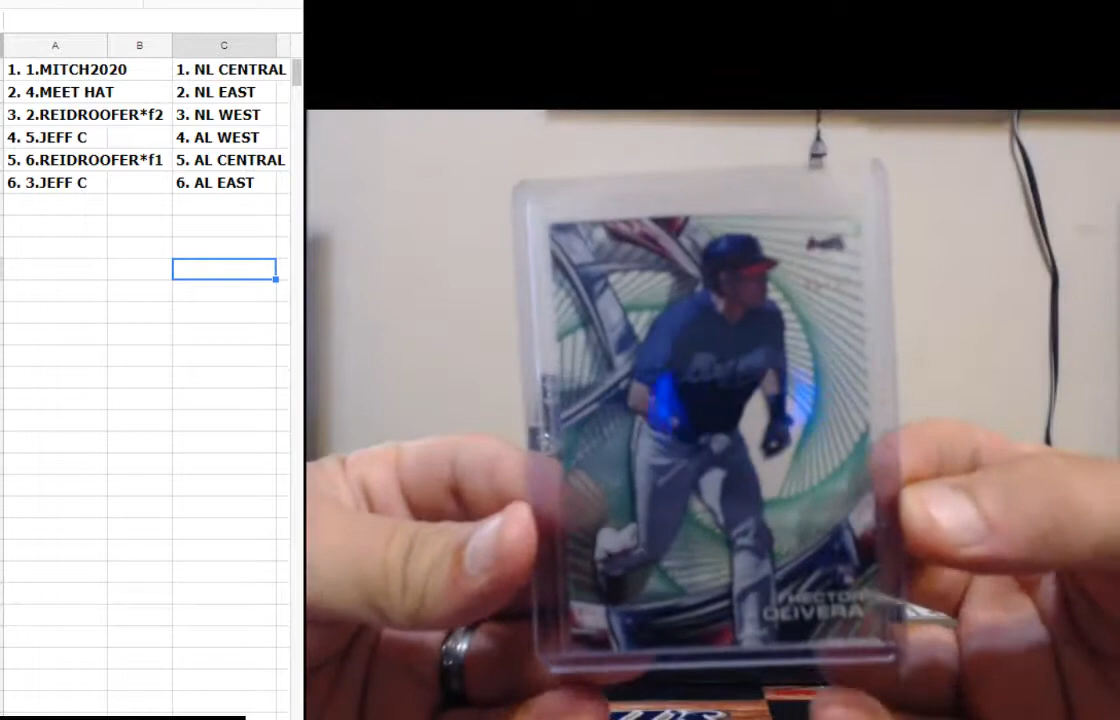 A B C
1. 1.MITCH2020 1. NL CENTRAL
2. 4.MEET HAT 2. NL EAST
3. 2.REIDROOFER*f2 3. NL WEST
4. 5.JEFF C 4. AL WEST
5. 6.REIDROOFER*f1 5. AL CENTRAL
6. 3.JEFF C 6. AL EAST
HECTOR
OLIVERA